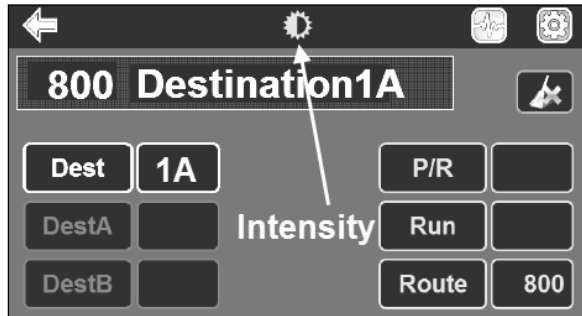 800 Destination1A
Dest 1A P/R
DestA Intensity Run
DestB Route 800